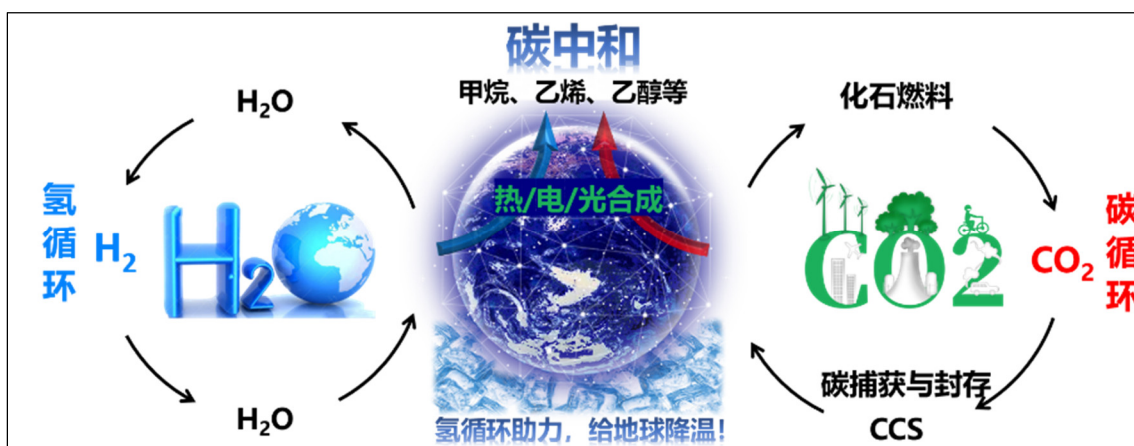 碳中和
甲烷、乙烯、乙醇等
热/电/光合成
H₂O
氢循环
H₂
H₂O
H₂O
化石燃料
CO2
CO₂
碳循环
碳捕获与封存
CCS
氢循环助力，给地球降温！